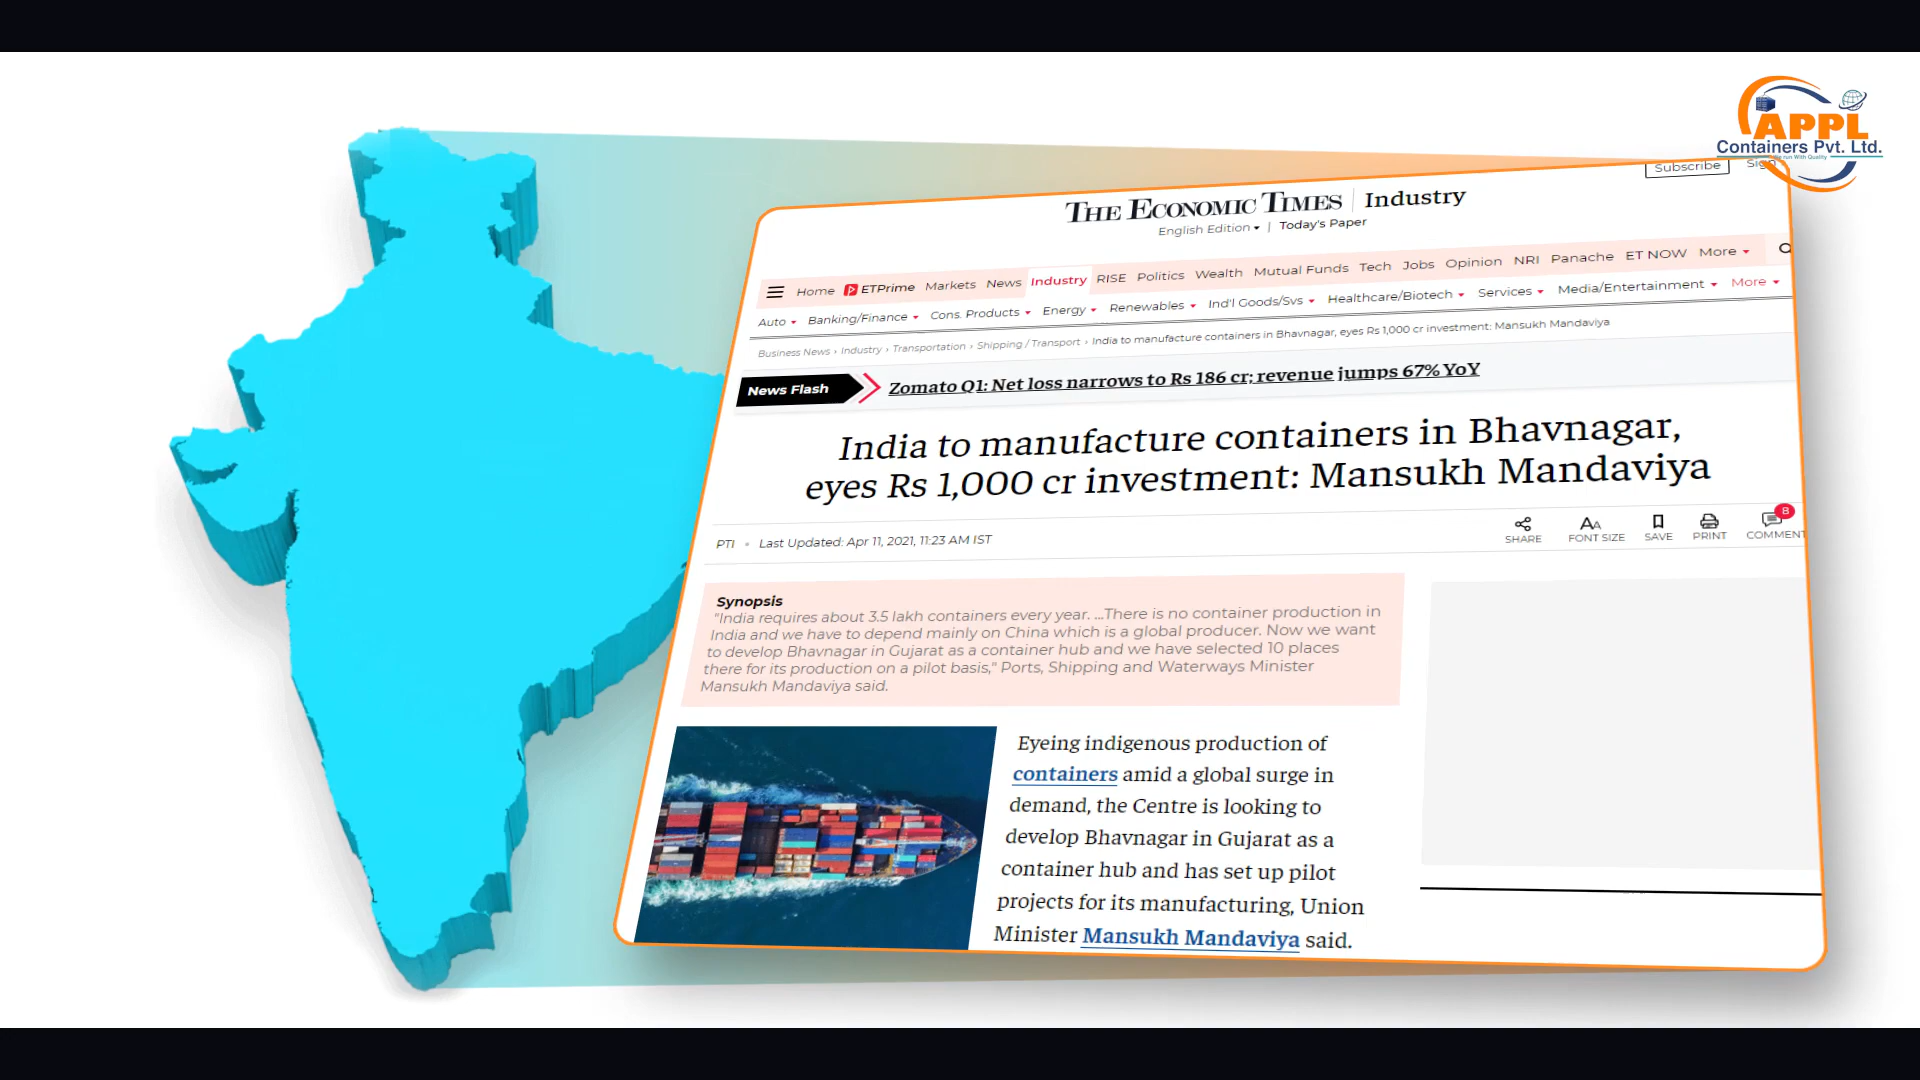 APPL
Containers Pvt. Ltd.
Subscribe
THE ECONOMIC TIMES | Industry
English Edition | Today's Paper
Home ETPrime Markets News Industry RISE Politics Wealth Mutual Funds Tech Jobs Opinion NRI Panache ET NOW More
Auto Banking/Finance Cons. Products Energy Renewables Ind'l Goods/Svs Healthcare/Biotech Services Media/Entertainment More
Business News › Industry › Transportation › Shipping / Transport › India to manufacture containers in Bhavnagar, eyes Rs 1,000 cr investment: Mansukh Mandaviya
News Flash Zomato Q1: Net loss narrows to Rs 186 cr; revenue jumps 67% YoY
India to manufacture containers in Bhavnagar,
eyes Rs 1,000 cr investment: Mansukh Mandaviya
PTI • Last Updated: Apr 11, 2021, 11:23 AM IST
SHARE AA FONT SIZE SAVE PRINT 8 COMMENT
Synopsis
"India requires about 3.5 lakh containers every year. ...There is no container production in
India and we have to depend mainly on China which is a global producer. Now we want
to develop Bhavnagar in Gujarat as a container hub and we have selected 10 places
there for its production on a pilot basis," Ports, Shipping and Waterways Minister
Mansukh Mandaviya said.
Eyeing indigenous production of
containers amid a global surge in
demand, the Centre is looking to
develop Bhavnagar in Gujarat as a
container hub and has set up pilot
projects for its manufacturing, Union
Minister Mansukh Mandaviya said.